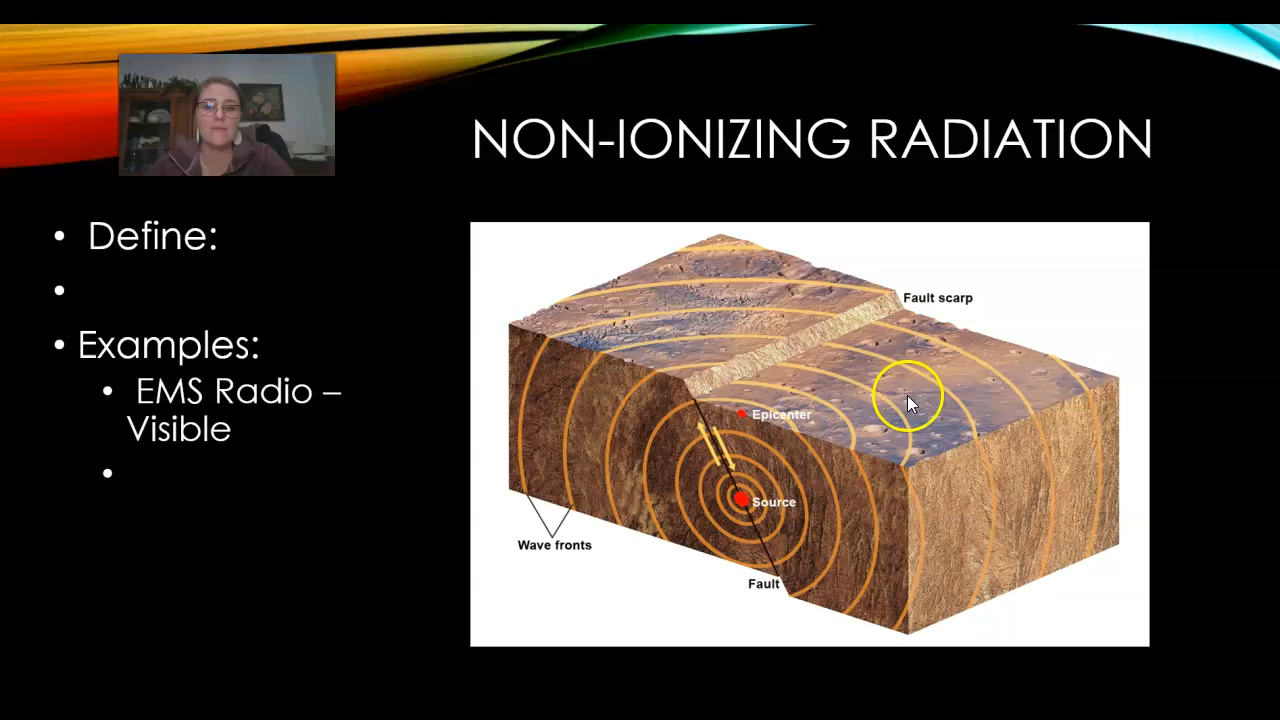 NON-IONIZING RADIATION
• Define:
•
• Examples:
• EMS Radio –
Visible
•
Fault scarp
Epicenter
Source
Wave fronts
Fault